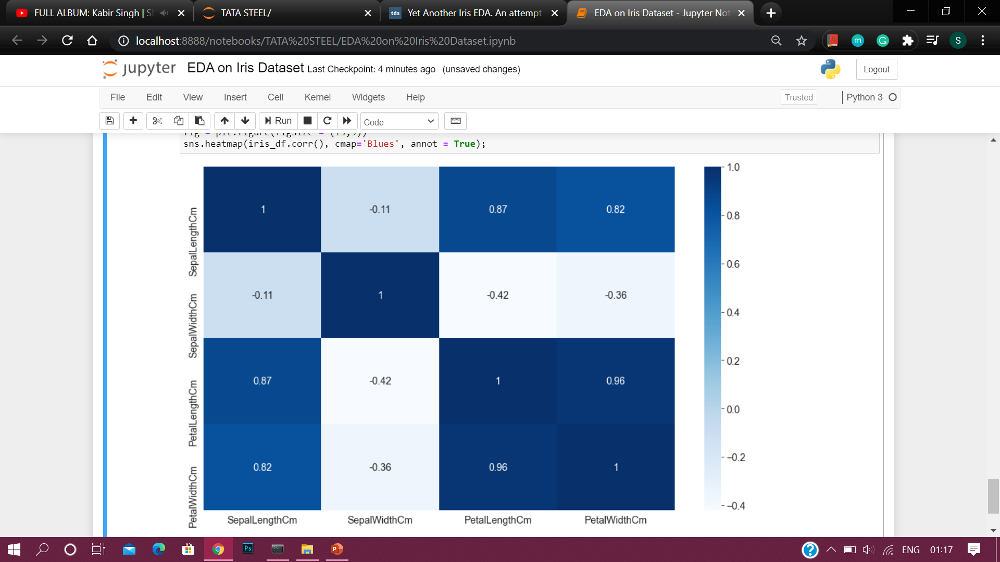 FULL ALBUM: Kabir Singh | S
TATA STEEL/
tds Yet Another Iris EDA. An attempt
EDA on Iris Dataset - Jupyter Not
localhost:8888/notebooks/TATA%20STEEL/EDA%20on%20Iris%20Dataset.ipynb
m
S
jupyter EDA on Iris Dataset Last Checkpoint: 4 minutes ago (unsaved changes)
Logout
File Edit View Insert Cell Kernel Widgets Help
Trusted Python 3
Run Code
fig = plt.figure(figsize = (15,9))
sns.heatmap(iris_df.corr(), cmap='Blues', annot = True);
SepalLengthCm 1 -0.11 0.87 0.82
SepalWidthCm -0.11 1 -0.42 -0.36
PetalLengthCm 0.87 -0.42 1 0.96
PetalWidthCm 0.82 -0.36 0.96 1
SepalLengthCm SepalWidthCm PetalLengthCm PetalWidthCm
1.0
0.8
0.6
0.4
0.2
0.0
−0.2
−0.4
Ps
P
?
ENG 01:17